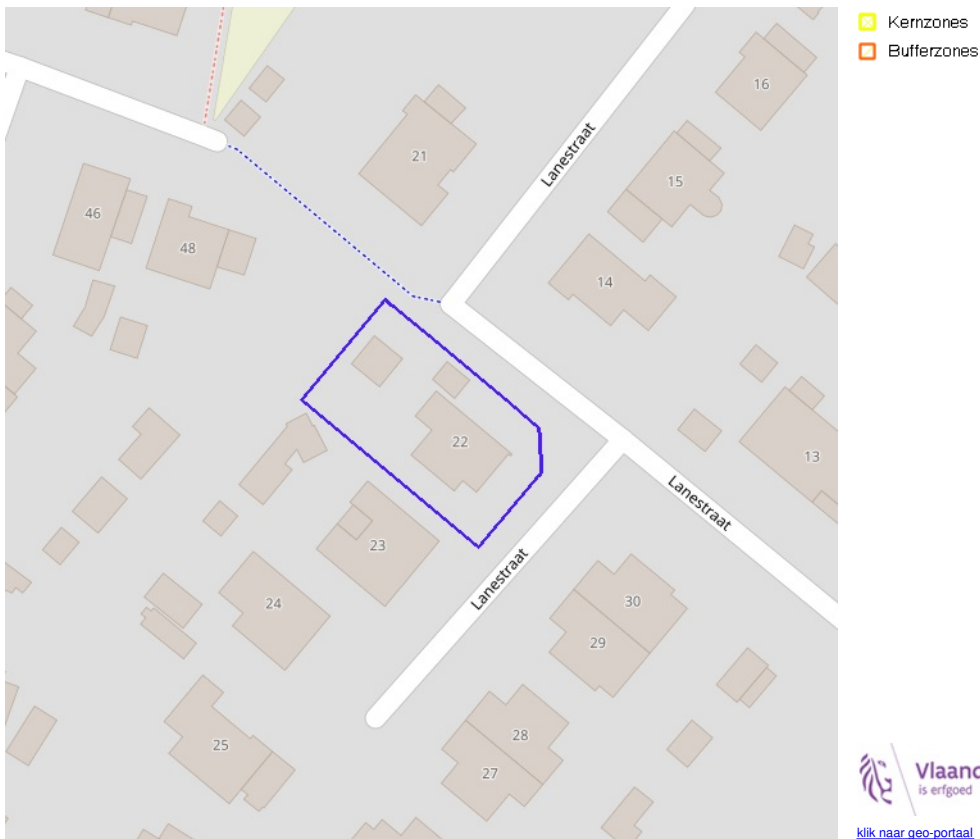 Kernzones
Bufferzones
16
Lanestraat
21
15
46
48
14
22
13
Lanestraat
23
Lanestraat
24
30
29
25
28
27
is erfgoed
klik naar geo-portaal